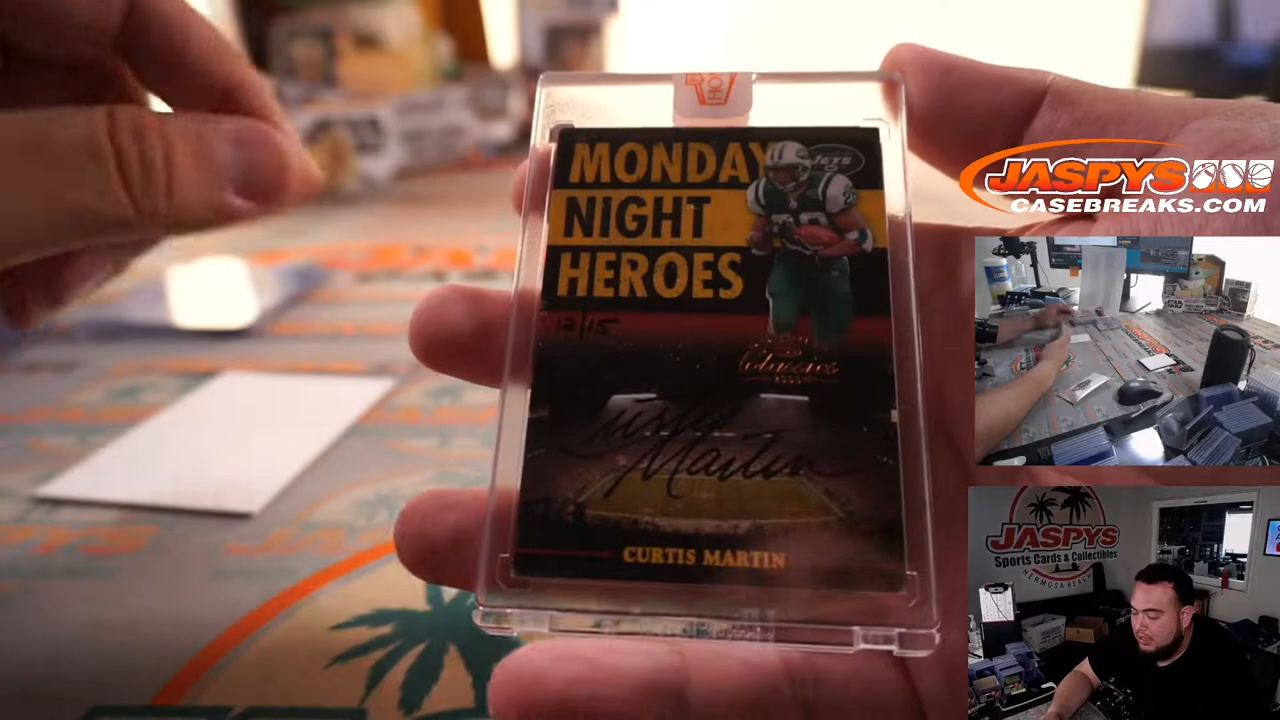 MONDAY
NIGHT
HEROES
JETS
12/15
Classics
Curtis Martin
CURTIS MARTIN
JASPYS
CASEBREAKS.COM
JASPYS
Sports Cards & Collectibles
HERMOSA BEACH